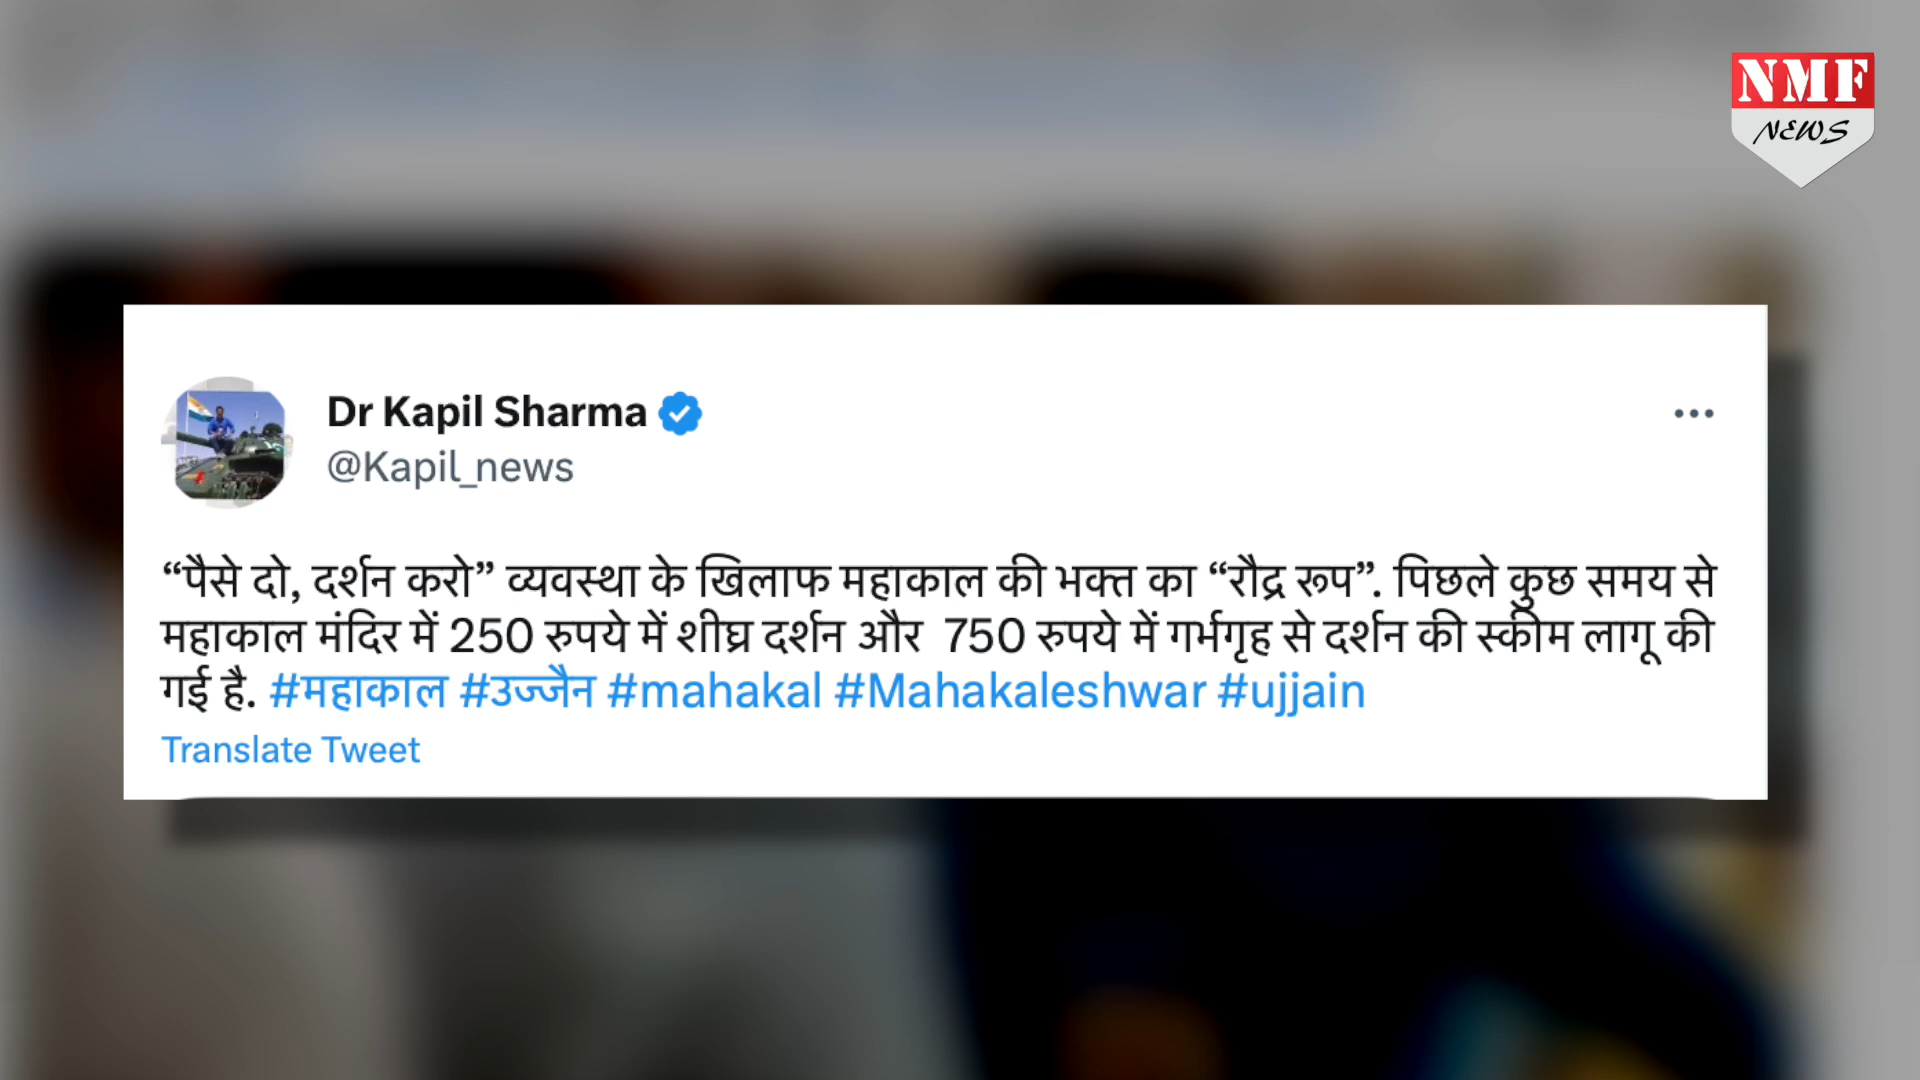 NMF
NEWS
Dr Kapil Sharma
@Kapil_news
“पैसे दो, दर्शन करो” व्यवस्था के खिलाफ महाकाल की भक्त का “रौद्र रूप”. पिछले कुछ समय से
महाकाल मंदिर में 250 रुपये में शीघ्र दर्शन और 750 रुपये में गर्भगृह से दर्शन की स्कीम लागू की
गई है. #महाकाल #उज्जैन #mahakal #Mahakaleshwar #ujjain
Translate Tweet